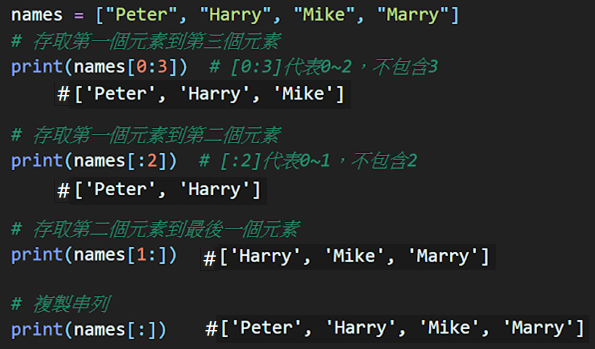 names = ["Peter", "Harry", "Mike", "Marry"]
# 存取第一個元素到第三個元素
print(names[0:3])  # [0:3]代表0~2，不包含3
#['Peter', 'Harry', 'Mike']
# 存取第一個元素到第二個元素
print(names[:2])  # [:2]代表0~1，不包含2
#['Peter', 'Harry']
# 存取第二個元素到最後一個元素
print(names[1:])  #['Harry', 'Mike', 'Marry']
# 複製串列
print(names[:])  #['Peter', 'Harry', 'Mike', 'Marry']